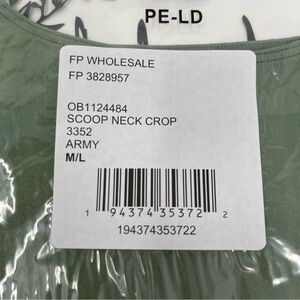 PE-LD
FP WHOLESALE
FP 3828957
OB1124484
SCOOP NECK CROP
3352
ARMY
M/L
1 94374 35372 2
194374353722